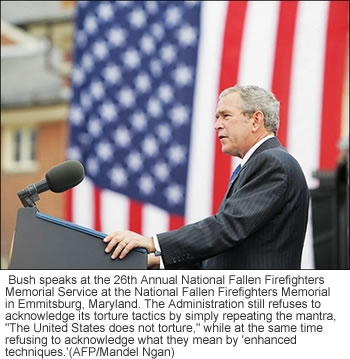 Bush speaks at the 26th Annual National Fallen Firefighters
Memorial Service at the National Fallen Firefighters Memorial
in Emmitsburg, Maryland. The Administration still refuses to
acknowledge its torture tactics by simply repeating the mantra,
"The United States does not torture," while at the same time
refusing to acknowledge what they mean by 'enhanced
techniques.'(AFP/Mandel Ngan)